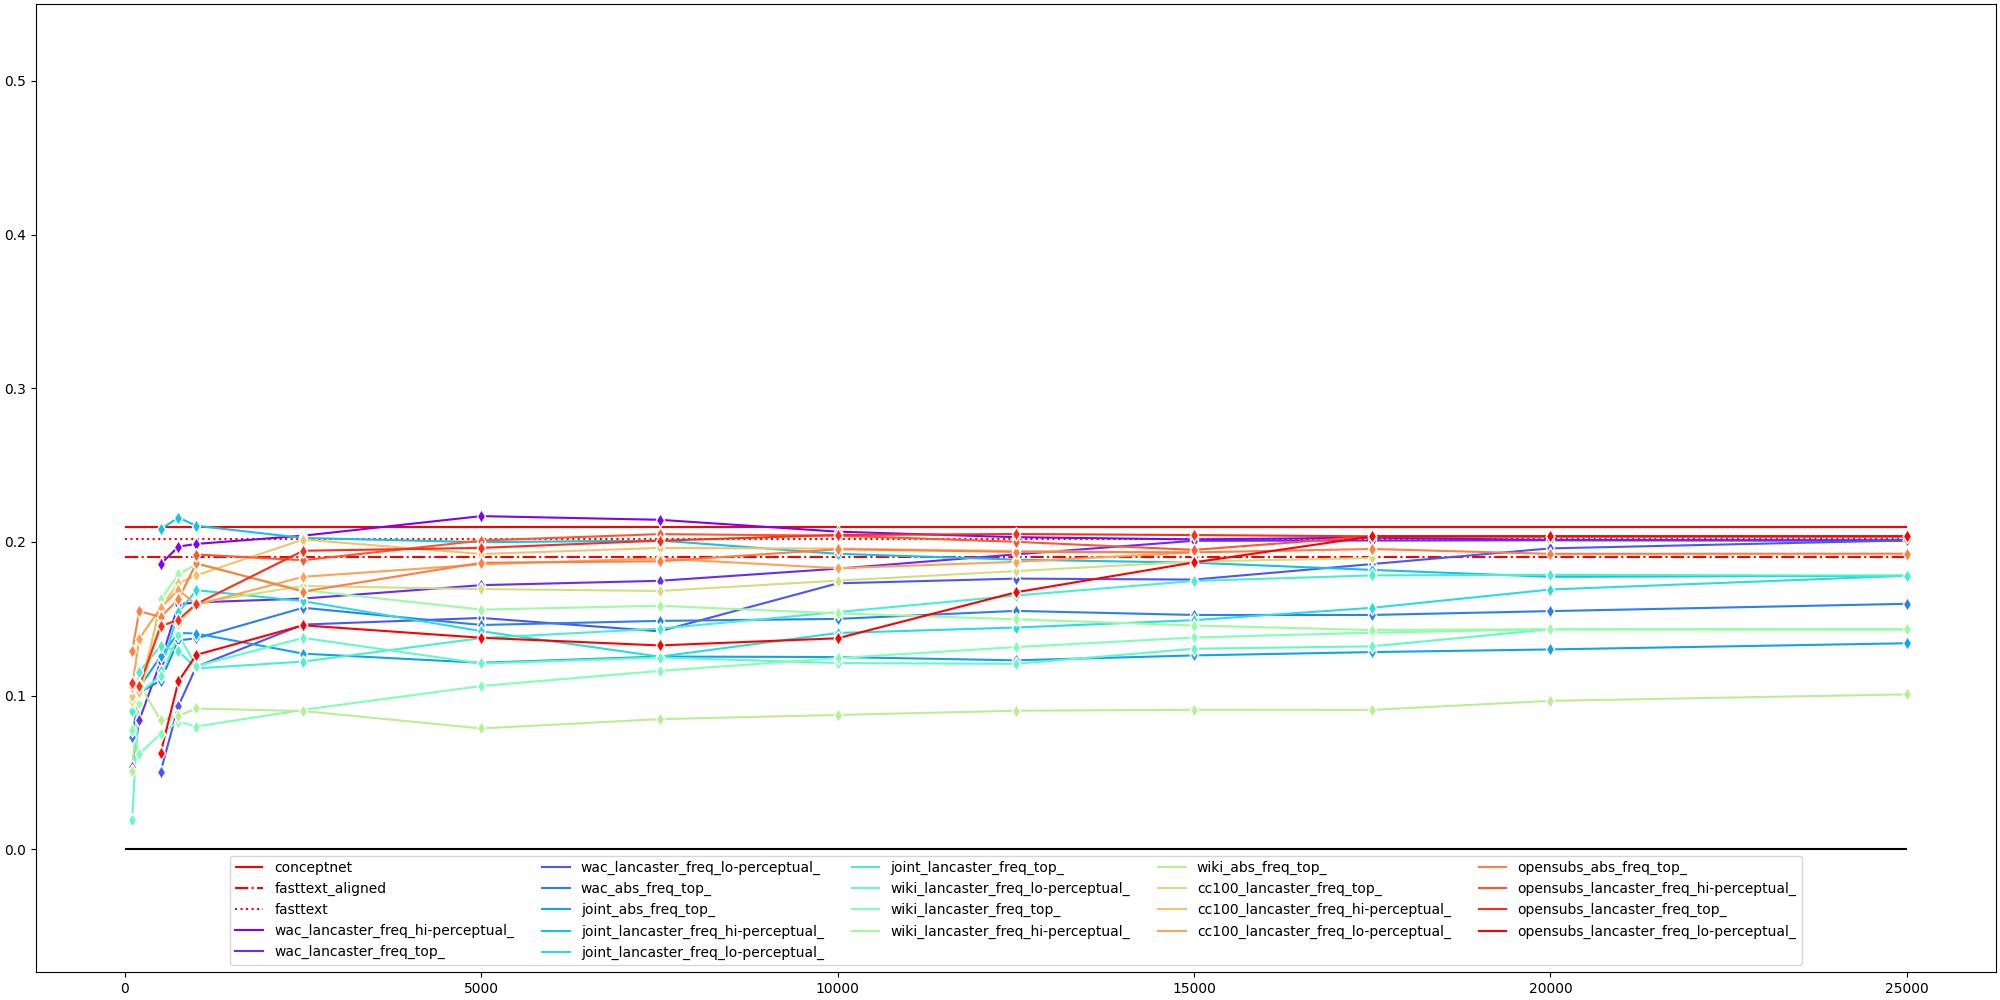 0.5
0.4
0.3
0.2
0.1
0.0
conceptnet
fasttext_aligned
fasttext
wac_lancaster_freq_hi-perceptual_
wac_lancaster_freq_top_
wac_lancaster_freq_lo-perceptual_
wac_abs_freq_top_
joint_abs_freq_top_
joint_lancaster_freq_hi-perceptual_
joint_lancaster_freq_lo-perceptual_
joint_lancaster_freq_top_
wiki_lancaster_freq_lo-perceptual_
wiki_lancaster_freq_top_
wiki_lancaster_freq_hi-perceptual_
wiki_abs_freq_top_
cc100_lancaster_freq_top_
cc100_lancaster_freq_hi-perceptual_
cc100_lancaster_freq_lo-perceptual_
opensubs_abs_freq_top_
opensubs_lancaster_freq_hi-perceptual_
opensubs_lancaster_freq_top_
opensubs_lancaster_freq_lo-perceptual_
0 5000 10000 15000 20000 25000